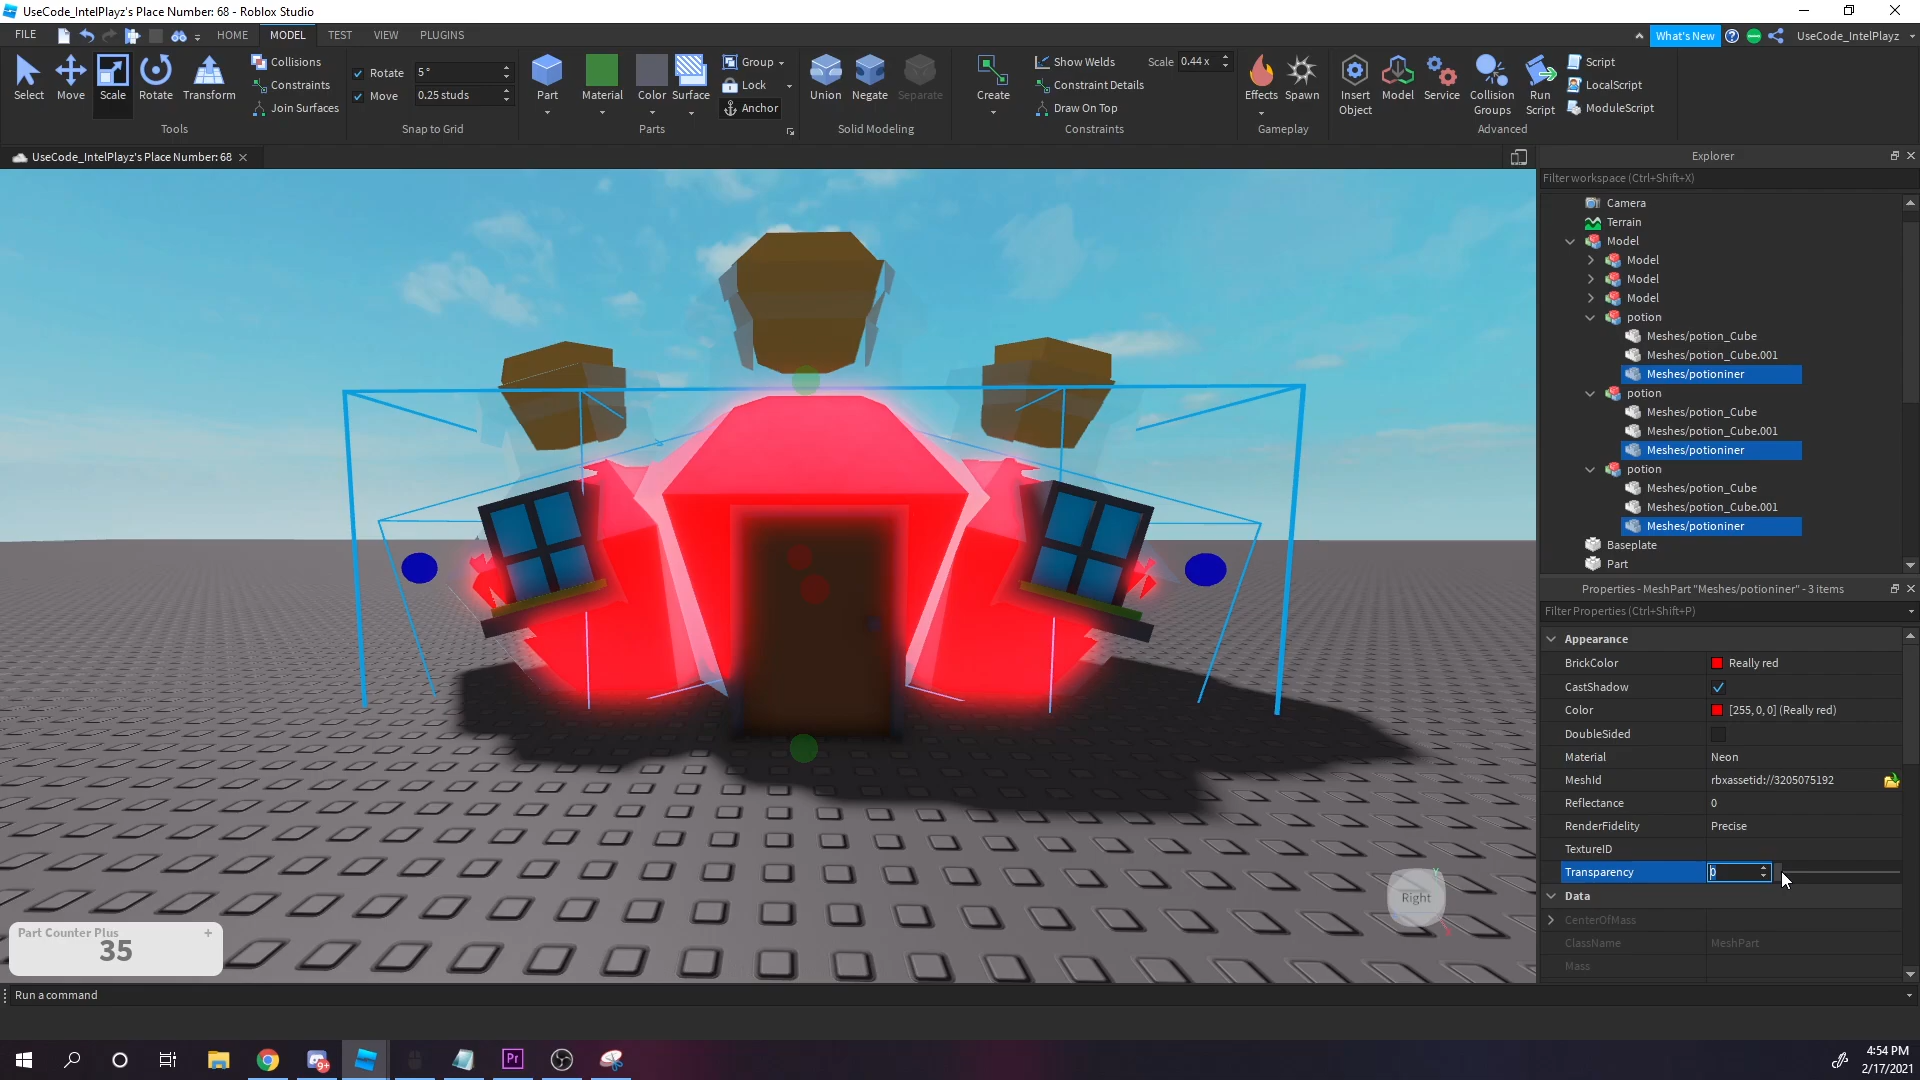 UseCode_IntelPlayz's Place Number: 68 - Roblox Studio
FILE HOME MODEL TEST VIEW PLUGINS What's New UseCode_IntelPlayz
Select Move Scale Rotate Transform
Collisions
Constraints
Join Surfaces
Tools
Rotate 5°
Move 0.25 studs
Snap to Grid
Part Material Color Surface
Group
Lock
Anchor
Parts
Union Negate Separate
Solid Modeling
Create
Show Welds
Constraint Details
Draw On Top
Scale 0.44 x
Constraints
Effects Spawn
Gameplay
Insert Object Model Service Collision Groups Run Script
Script
LocalScript
ModuleScript
Advanced
UseCode_IntelPlayz's Place Number: 68
Explorer
Filter workspace (Ctrl+Shift+X)
Camera
Terrain
Model
Model
Model
Model
potion
Meshes/potion_Cube
Meshes/potion_Cube.001
Meshes/potioniner
potion
Meshes/potion_Cube
Meshes/potion_Cube.001
Meshes/potioniner
potion
Meshes/potion_Cube
Meshes/potion_Cube.001
Meshes/potioniner
Baseplate
Part
Properties - MeshPart "Meshes/potioniner" - 3 items
Filter Properties (Ctrl+Shift+P)
Appearance
BrickColor Really red
CastShadow
Color [255, 0, 0] (Really red)
DoubleSided
Material Neon
MeshId rbxassetid://3205075192
Reflectance 0
RenderFidelity Precise
TextureID
Transparency 0
Data
CenterOfMass
ClassName MeshPart
Mass
Right
Part Counter Plus +
35
Run a command
9+
Pr
4:54 PM
2/17/2021